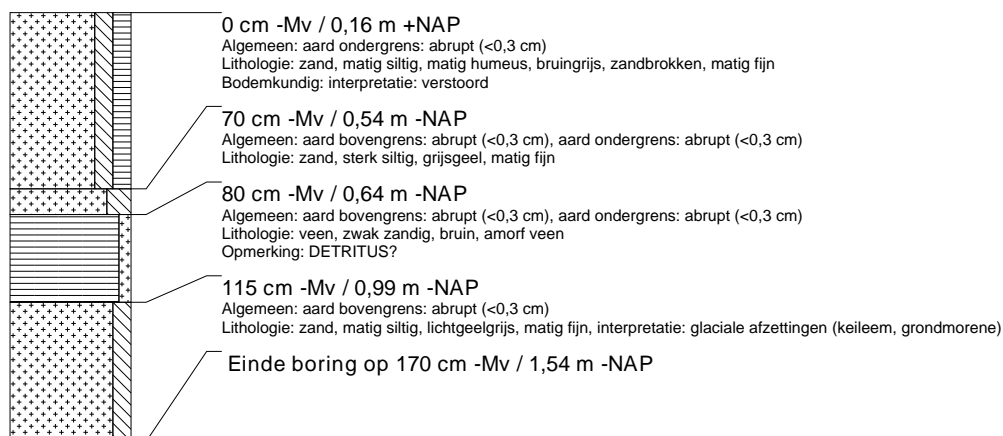 0 cm -Mv / 0,16 m +NAP
Algemeen: aard ondergrens: abrupt (<0,3 cm)
Lithologie: zand, matig siltig, matig humeus, bruingrijs, zandbrokken, matig fijn
Bodemkundig: interpretatie: verstoord
70 cm -Mv / 0,54 m -NAP
Algemeen: aard bovengrens: abrupt (<0,3 cm), aard ondergrens: abrupt (<0,3 cm)
Lithologie: zand, sterk siltig, grijsgeel, matig fijn
80 cm -Mv / 0,64 m -NAP
Algemeen: aard bovengrens: abrupt (<0,3 cm), aard ondergrens: abrupt (<0,3 cm)
Lithologie: veen, zwak zandig, bruin, amorf veen
Opmerking: DETRITUS?
115 cm -Mv / 0,99 m -NAP
Algemeen: aard bovengrens: abrupt (<0,3 cm)
Lithologie: zand, matig siltig, lichtgeelgrijs, matig fijn, interpretatie: glaciale afzettingen (keileem, grondmorene)
Einde boring op 170 cm -Mv / 1,54 m -NAP